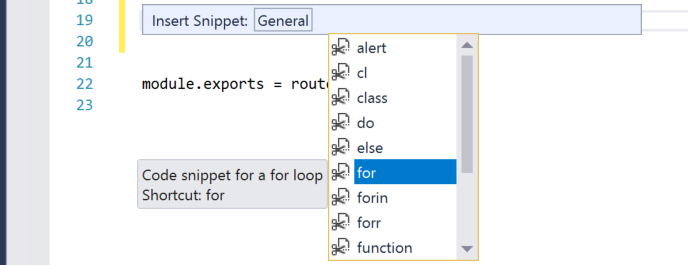 19
Insert Snippet: General
20
alert
21
cl
22
module.exports = rout
class
23
do
else
for
Code snippet for a for loop
Shortcut: for
forin
forr
function